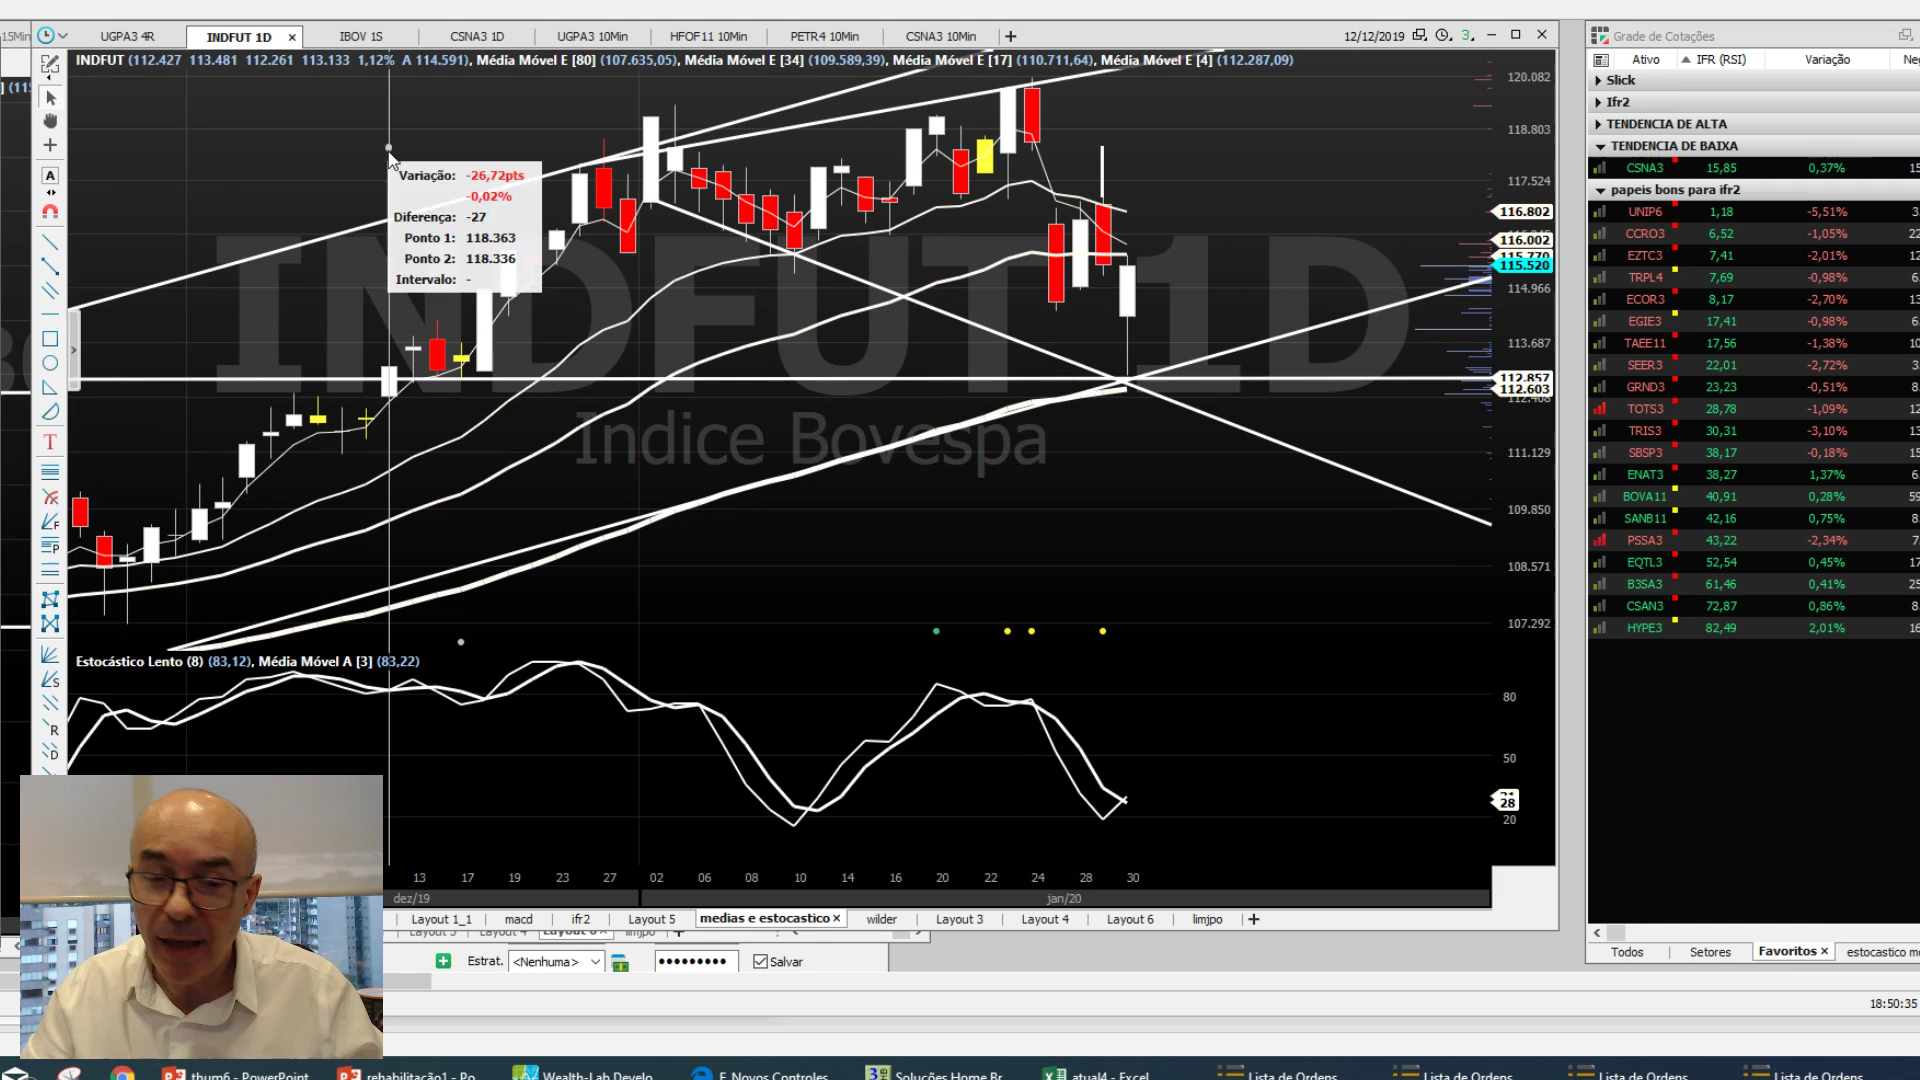 15Min
UGPA3 4R
INDFUT 1D
IBOV 1S
CSNA3 1D
UGPA3 10Min
HFOF11 10Min
PETR4 10Min
CSNA3 10Min
12/12/2019
INDFUT (112.427 113.481 112.261 113.133 1,12% A 114.591), Média Móvel E [80] (107.635,05), Média Móvel E [34] (109.589,39), Média Móvel E [17] (110.711,64), Média Móvel E [4] (112.287,09)
120.082
118.803
117.524
116.802
116.002
115.520
114.966
113.687
112.857
112.603
112.408
111.129
109.850
108.571
107.292
Variação: -26,72pts
-0,02%
Diferença: -27
Ponto 1: 118.363
Ponto 2: 118.336
Intervalo: -
INDFUT 1D
Indice Bovespa
Estocástico Lento (8) (83,12), Média Móvel A [3] (83,22)
80
50
28
20
13 17 19 23 27 02 06 08 10 14 16 20 22 24 28 30
dez/19
jan/20
Layout 1_1
macd
ifr2
Layout 5
medias e estocastico
wilder
Layout 3
Layout 4
Layout 6
limjpo
Estrat.
<Nenhuma>
Salvar
Grade de Cotações
Ativo IFR (RSI) Variação
Slick
Ifr2
TENDENCIA DE ALTA
TENDENCIA DE BAIXA
CSNA3 15,85 0,37%
papeis bons para ifr2
UNIP6 1,18 -5,51%
CCRO3 6,52 -1,05%
EZTC3 7,41 -2,01%
TRPL4 7,69 -0,98%
ECOR3 8,17 -2,70%
EGIE3 17,41 -0,98%
TAEE11 17,56 -1,38%
SEER3 22,01 -2,72%
GRND3 23,23 -0,51%
TOTS3 28,78 -1,09%
TRIS3 30,31 -3,10%
SBSP3 38,17 -0,18%
ENAT3 38,27 1,37%
BOVA11 40,91 0,28%
SANB11 42,16 0,75%
PSSA3 43,22 -2,34%
EQTL3 52,54 0,45%
B3SA3 61,46 0,41%
CSAN3 72,87 0,86%
HYPE3 82,49 2,01%
Todos
Setores
Favoritos
estocastico
18:50:35
thum6 - PowerPoint
rehabilitação1 - Po
Wealth-Lab Develo
E Novos Controles
Soluções Home Br
atual4 - Excel
Lista de Ordens
Lista de Ordens
Lista de Ordens
Lista de Ordens